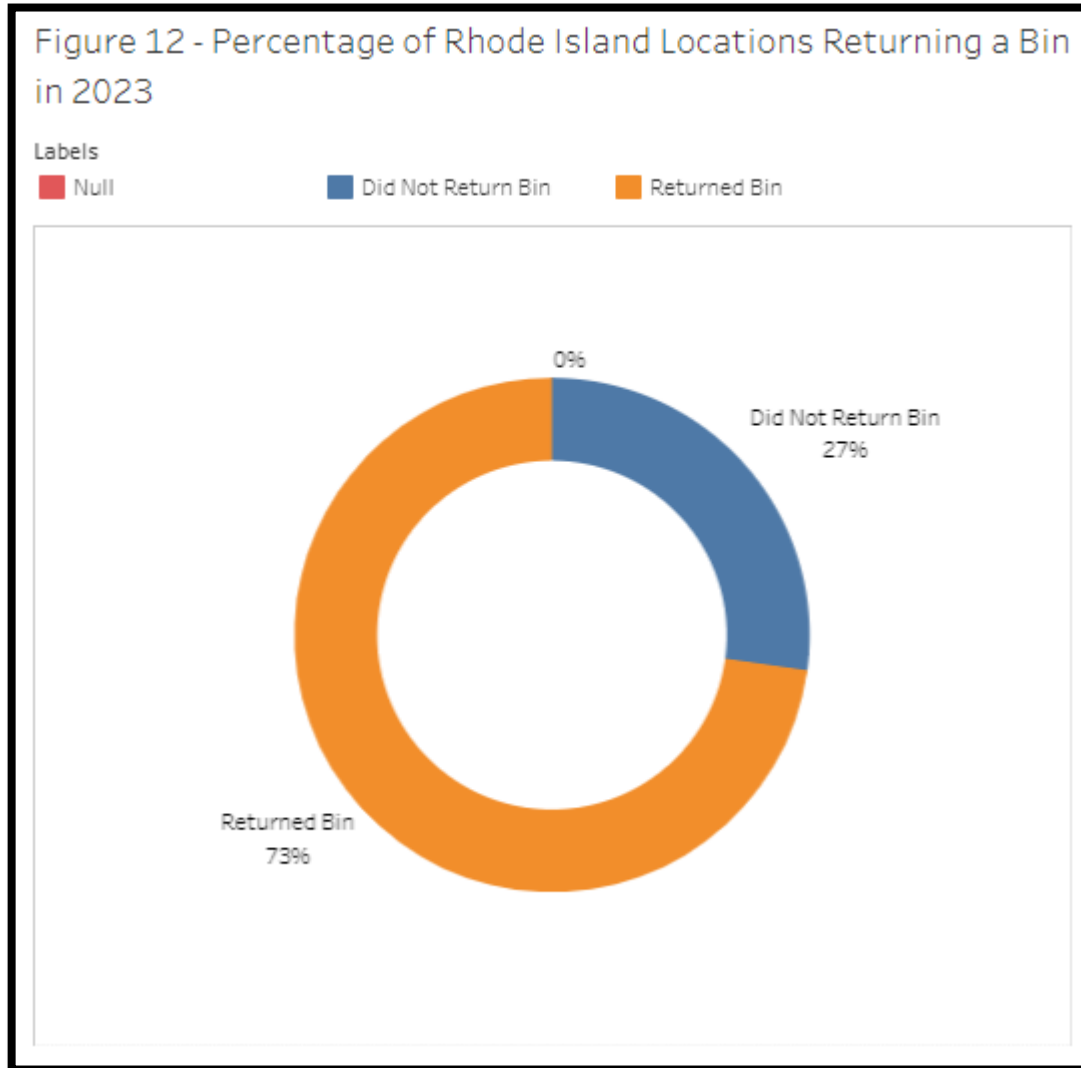 Figure 12 - Percentage of Rhode Island Locations Returning a Bin
in 2023
Labels
Null
Did Not Return Bin
Returned Bin
0%
Did Not Return Bin
27%
Returned Bin
73%